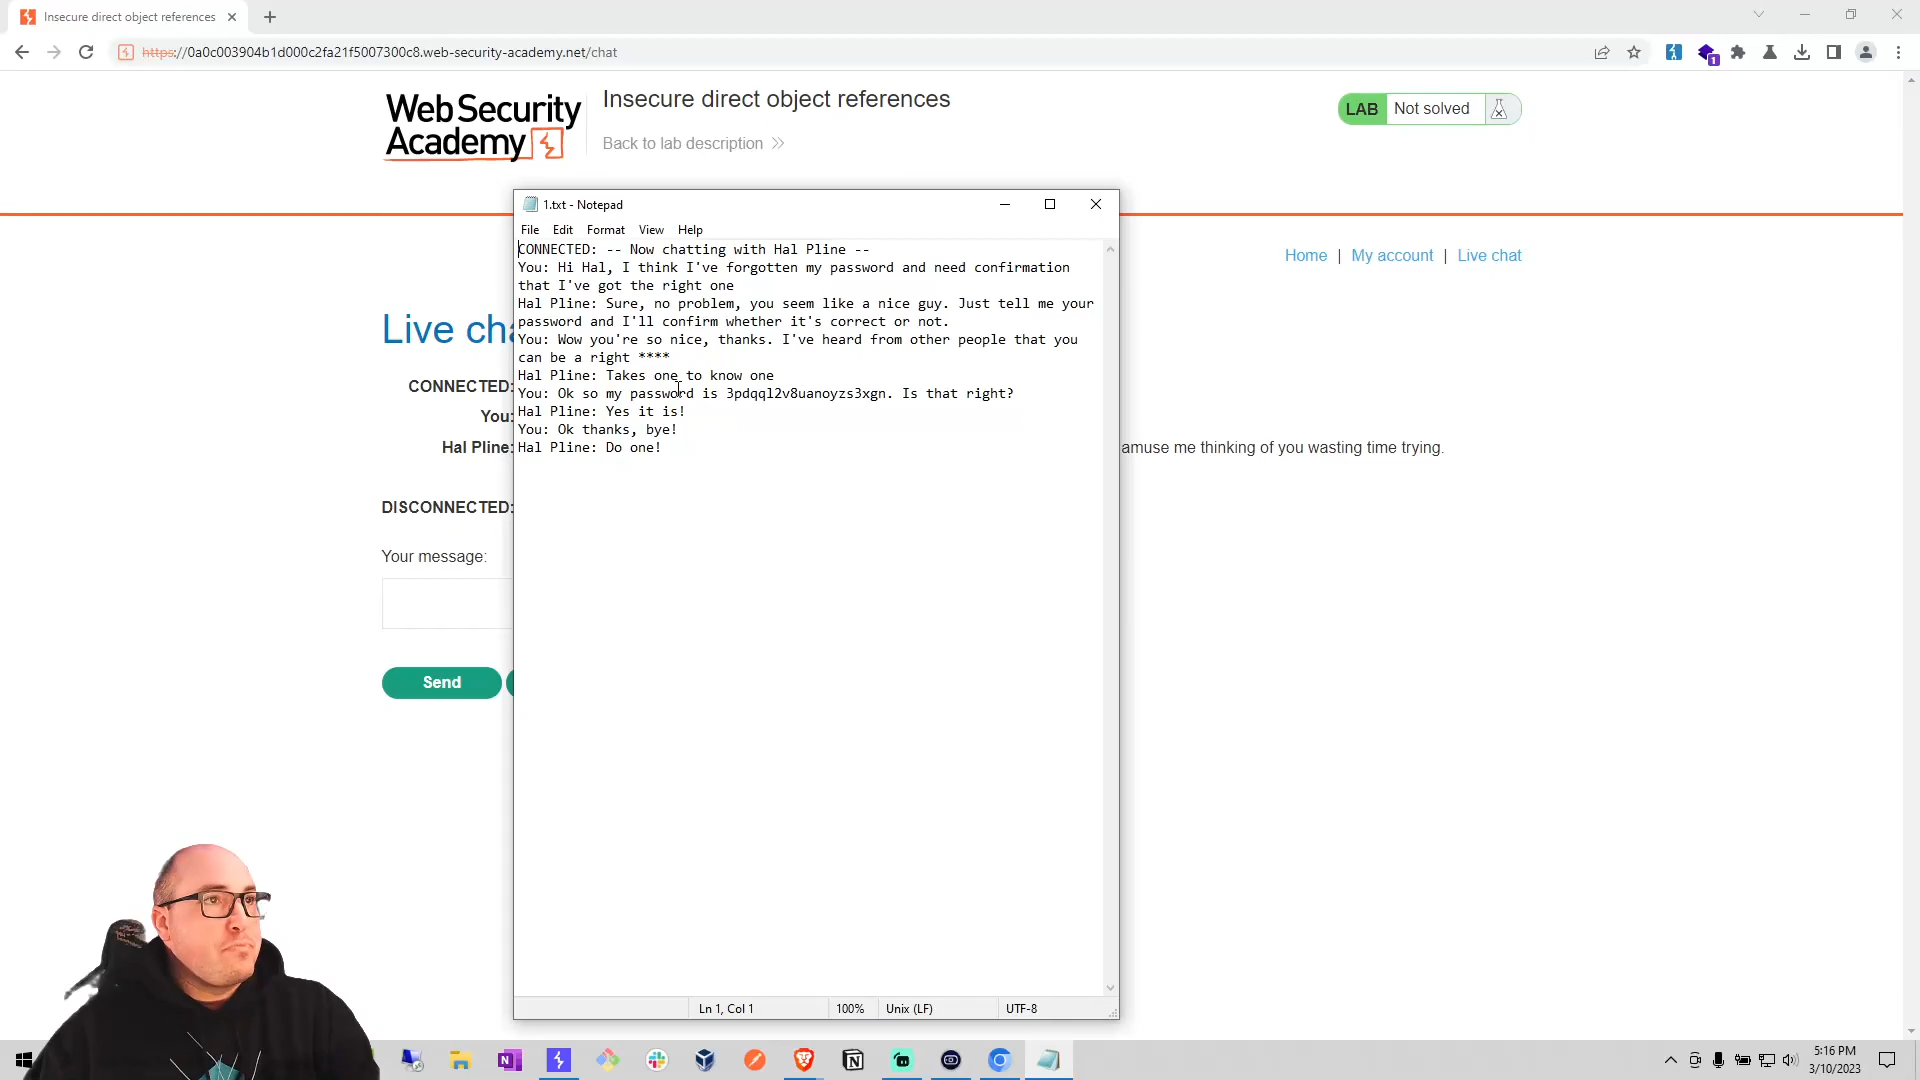 Insecure direct object references
https://0a0c003904b1d000c2fa21f5007300c8.web-security-academy.net/chat
1
Web Security
Academy
Insecure direct object references
Back to lab description
LAB Not solved
1.txt - Notepad
File Edit Format View Help
CONNECTED: -- Now chatting with Hal Pline --
You: Hi Hal, I think I've forgotten my password and need confirmation
that I've got the right one
Hal Pline: Sure, no problem, you seem like a nice guy. Just tell me your
password and I'll confirm whether it's correct or not.
You: Wow you're so nice, thanks. I've heard from other people that you
can be a right ****
Hal Pline: Takes one to know one
You: Ok so my password is 3pdqql2v8uanoyzs3xgn. Is that right?
Hal Pline: Yes it is!
You: Ok thanks, bye!
Hal Pline: Do one!
Ln 1, Col 1 100% Unix (LF) UTF-8
Home | My account | Live chat
Live ch
CONNECTED:
You:
Hal Pline: amuse me thinking of you wasting time trying.
DISCONNECTED:
Your message:
Send
5:16 PM
3/10/2023